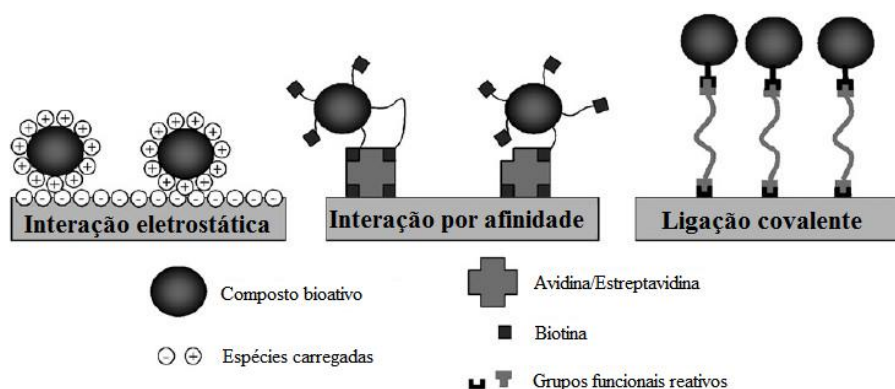 Interação eletrostática
Interação por afinidade
Ligação covalente
Composto bioativo
Avidina/Estreptavidina
Biotina
Espécies carregadas
Grupos funcionais reativos